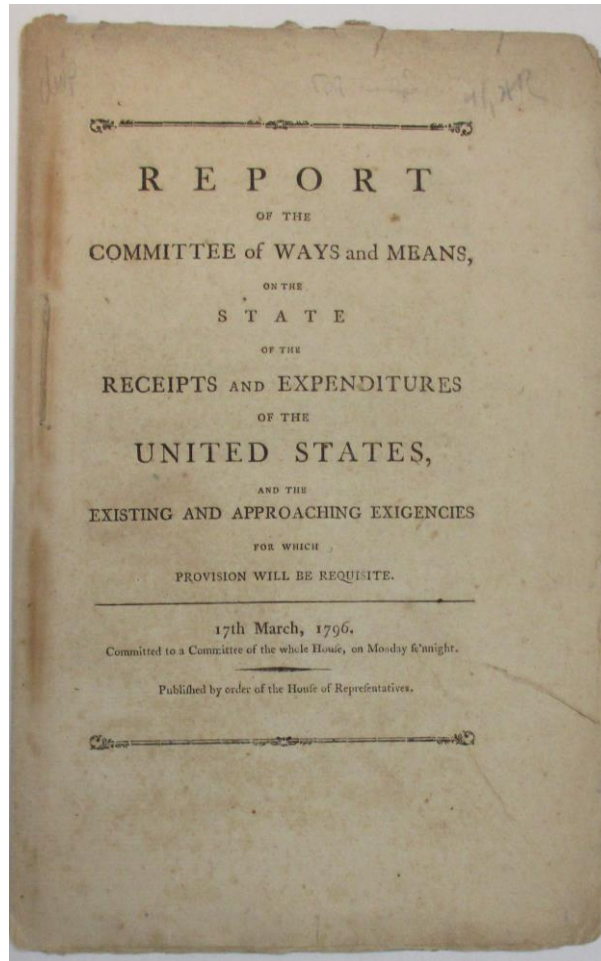 REPORT
OF THE
COMMITTEE of WAYS and MEANS,
ON THE
STATE
OF THE
RECEIPTS AND EXPENDITURES
OF THE
UNITED STATES,
AND THE
EXISTING AND APPROACHING EXIGENCIES
FOR WHICH
PROVISION WILL BE REQUISITE.
17th March, 1796.
Committed to a Committee of the whole Houſe, on Monday ſe'nnight.
Publiſhed by order of the Houſe of Repreſentatives.